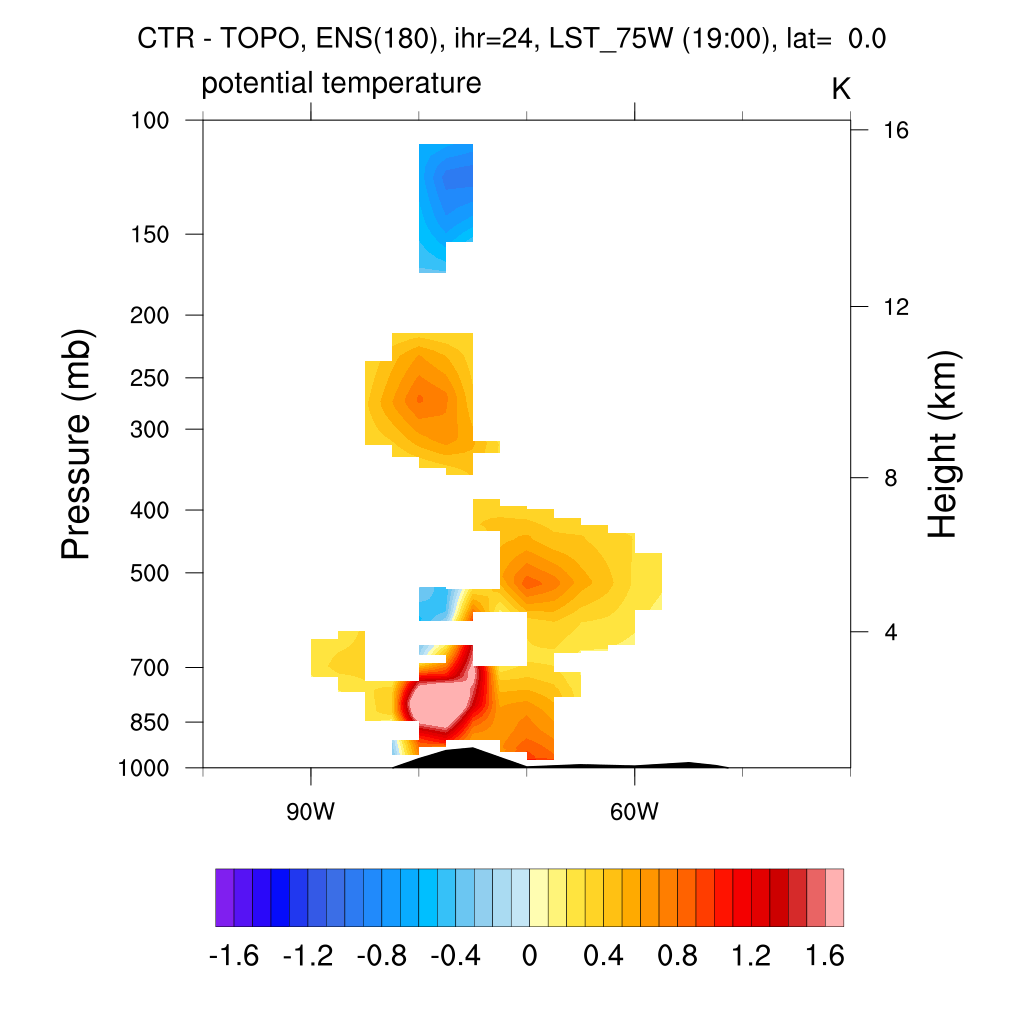 CTR - TOPO, ENS(180), ihr=24, LST_75W (19:00), lat=  0.0
potential temperature K
100
150
200
250
300
400
500
700
850
1000
Pressure (mb)
16
12
8
4
Height (km)
90W 60W
-1.6 -1.2 -0.8 -0.4 0 0.4 0.8 1.2 1.6